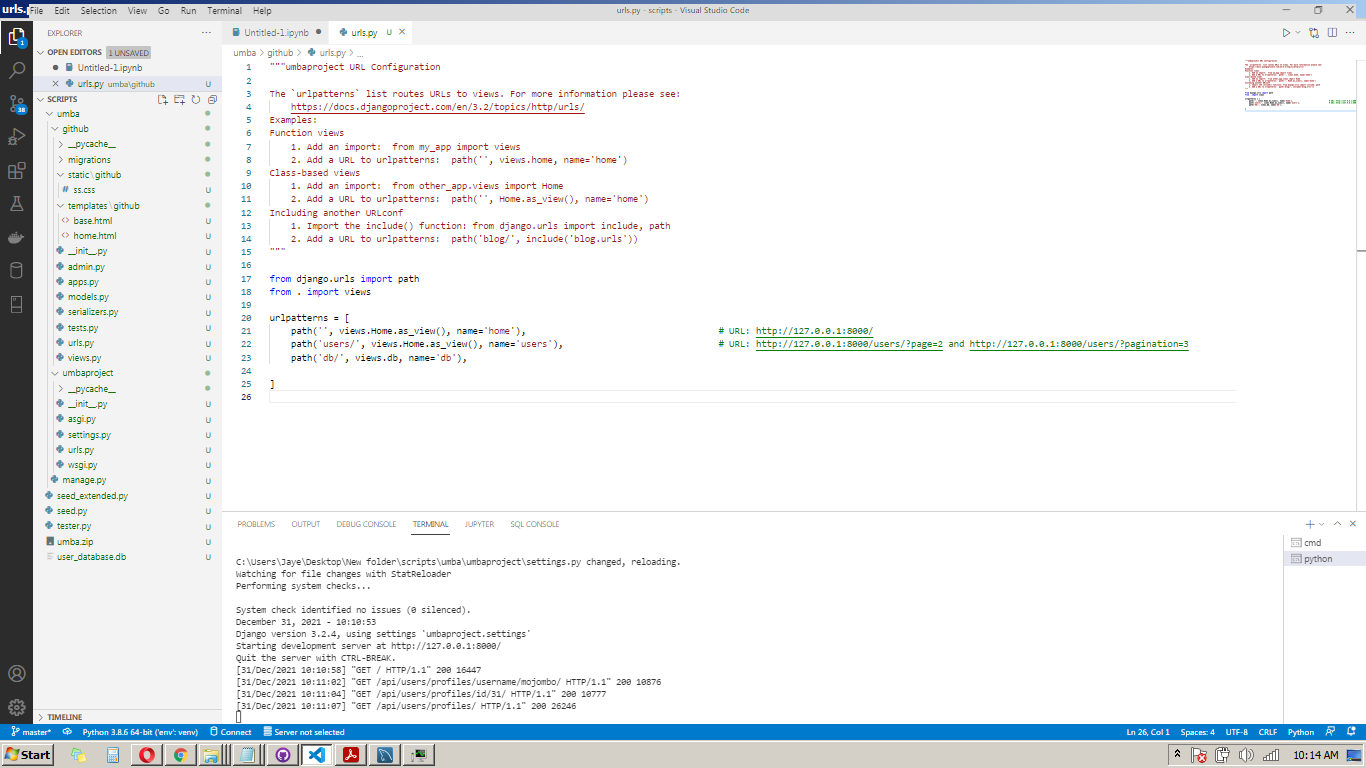 urls.py
File Edit Selection View Go Run Terminal Help
urls.py - scripts - Visual Studio Code
EXPLORER
OPEN EDITORS 1 UNSAVED
Untitled-1.ipynb
urls.py umba\github U
SCRIPTS
umba
github
__pycache__
migrations
static \ github
# ss.css U
templates \ github
<> base.html U
<> home.html U
__init__.py U
admin.py U
apps.py U
models.py U
serializers.py U
tests.py U
urls.py U
views.py U
umbaproject
__pycache__
__init__.py U
asgi.py U
settings.py U
urls.py U
wsgi.py U
manage.py U
seed_extended.py U
seed.py U
tester.py U
umba.zip U
user_database.db U
TIMELINE
1
38
Untitled-1.ipynb
urls.py U
umba > github > urls.py > ...
1 """umbaproject URL Configuration
2
3 The `urlpatterns` list routes URLs to views. For more information please see:
4 https://docs.djangoproject.com/en/3.2/topics/http/urls/
5 Examples:
6 Function views
7 1. Add an import:  from my_app import views
8 2. Add a URL to urlpatterns:  path('', views.home, name='home')
9 Class-based views
10 1. Add an import:  from other_app.views import Home
11 2. Add a URL to urlpatterns:  path('', Home.as_view(), name='home')
12 Including another URLconf
13 1. Import the include() function: from django.urls import include, path
14 2. Add a URL to urlpatterns:  path('blog/', include('blog.urls'))
15 """
16
17 from django.urls import path
18 from . import views
19
20 urlpatterns = [
21 path('', views.Home.as_view(), name='home'), # URL: http://127.0.0.1:8000/
22 path('users/', views.Home.as_view(), name='users'), # URL: http://127.0.0.1:8000/users/?page=2 and http://127.0.0.1:8000/users/?pagination=3
23 path('db/', views.db, name='db'),
24
25 ]
26
PROBLEMS OUTPUT DEBUG CONSOLE TERMINAL JUPYTER SQL CONSOLE
cmd
python
C:\Users\Jaye\Desktop\New folder\scripts\umba\umbaproject\settings.py changed, reloading.
Watching for file changes with StatReloader
Performing system checks...
System check identified no issues (0 silenced).
December 31, 2021 - 10:10:53
Django version 3.2.4, using settings 'umbaproject.settings'
Starting development server at http://127.0.0.1:8000/
Quit the server with CTRL-BREAK.
[31/Dec/2021 10:10:58] "GET / HTTP/1.1" 200 16447
[31/Dec/2021 10:11:02] "GET /api/users/profiles/username/mojombo/ HTTP/1.1" 200 10876
[31/Dec/2021 10:11:04] "GET /api/users/profiles/id/31/ HTTP/1.1" 200 10777
[31/Dec/2021 10:11:07] "GET /api/users/profiles/ HTTP/1.1" 200 26246
master* Python 3.8.6 64-bit ('env': venv) Connect Server not selected
Ln 26, Col 1 Spaces: 4 UTF-8 CRLF Python
Start
10:14 AM